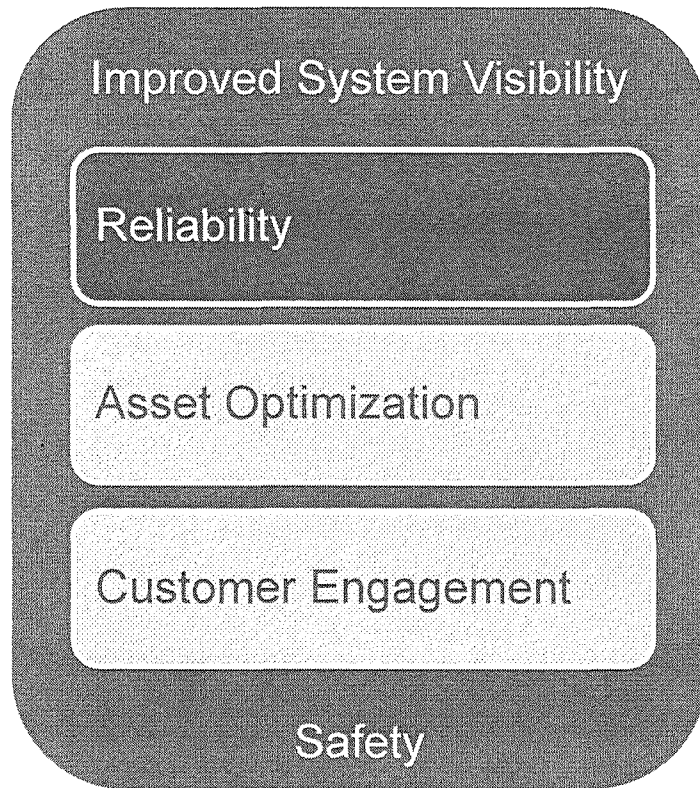 Improved System Visibility
Reliability
Asset Optimization
Customer Engagement
Safety